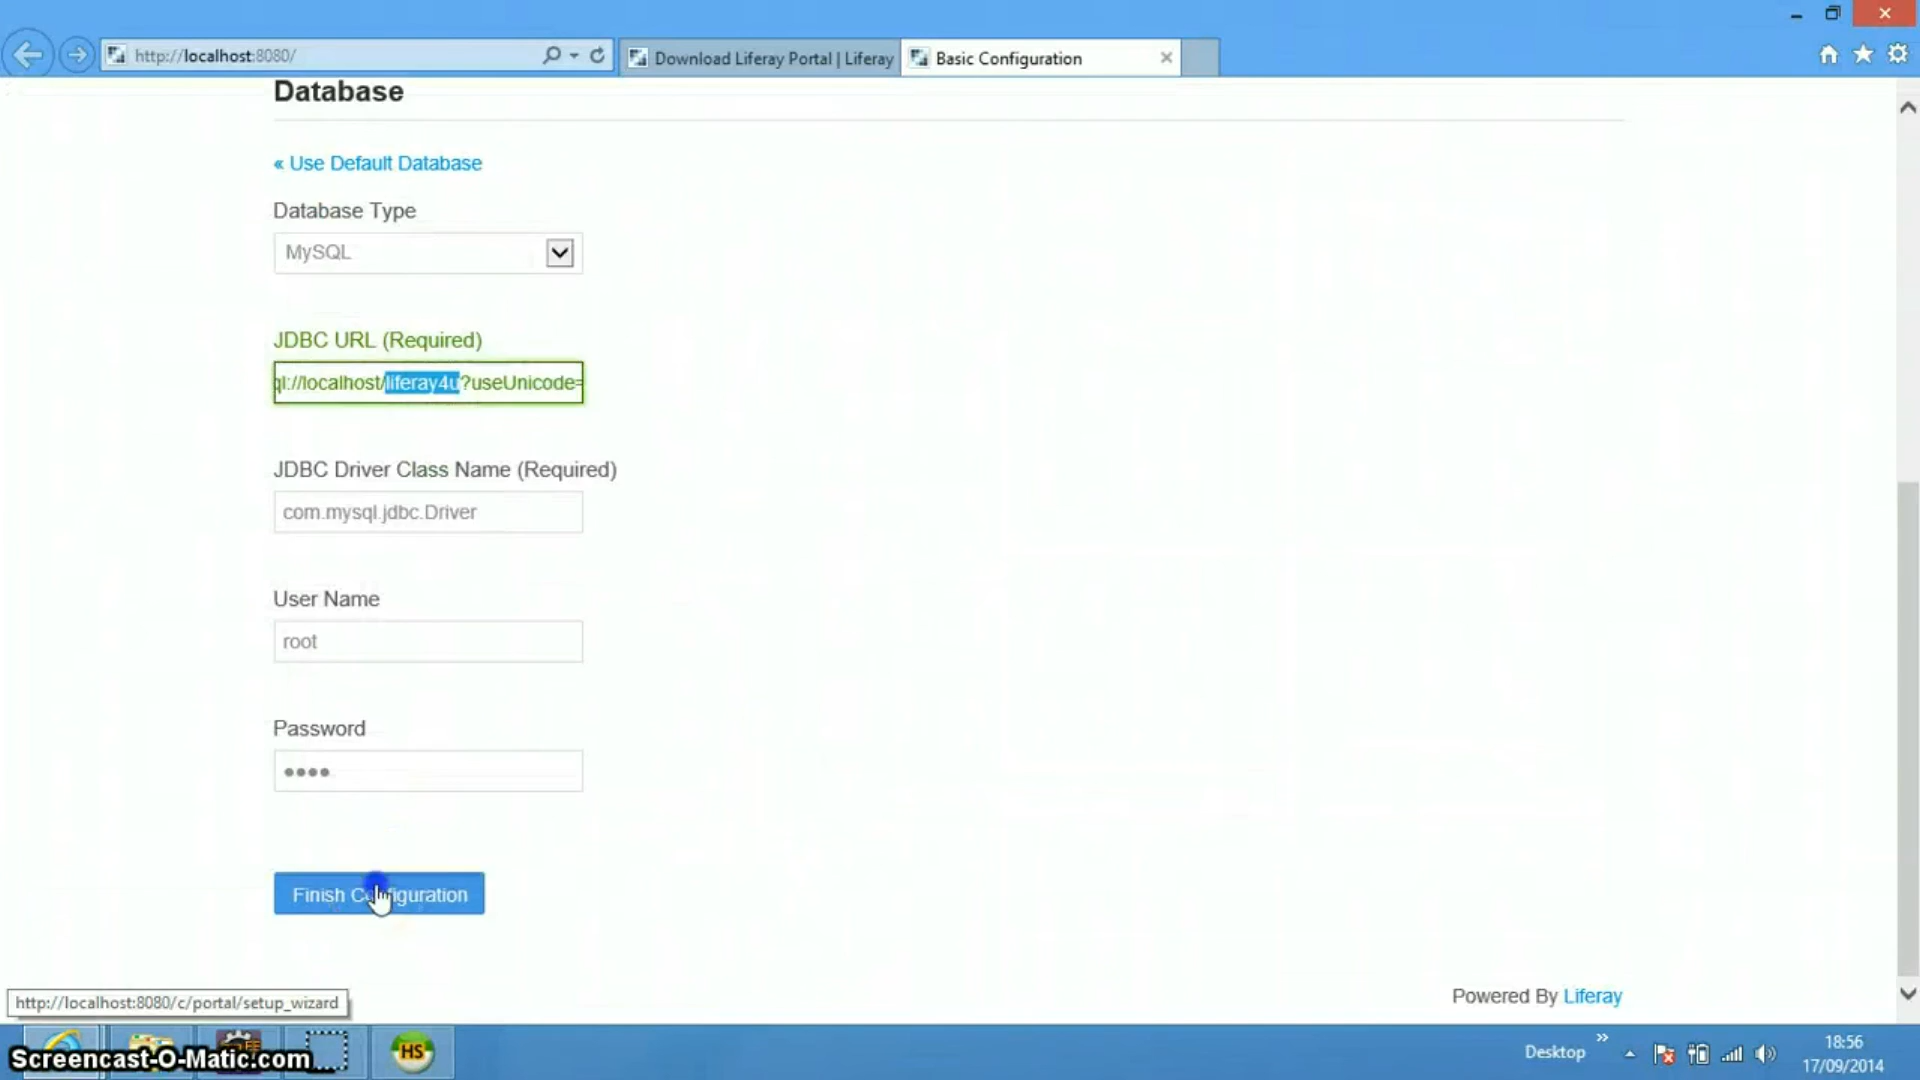 http://localhost:8080/
Download Liferay Portal | Liferay
Basic Configuration
Database
« Use Default Database
Database Type
MySQL
JDBC URL (Required)
ql://localhost/liferay4u?useUnicode=
JDBC Driver Class Name (Required)
com.mysql.jdbc.Driver
User Name
root
Password
Finish Configuration
Powered By Liferay
http://localhost:8080/c/portal/setup_wizard
Screencast-O-Matic.com
HS
Desktop
18:56
17/09/2014